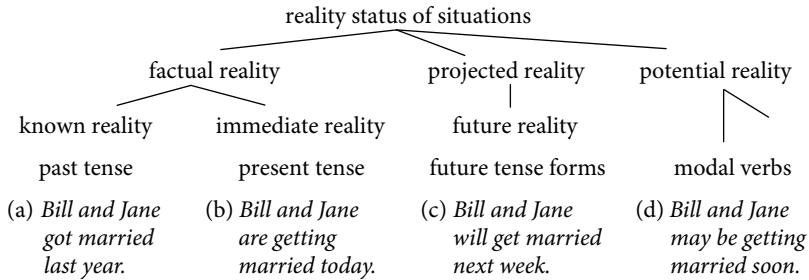 reality status of situations
factual reality projected reality potential reality
known reality immediate reality future reality
past tense present tense future tense forms modal verbs
(a) Bill and Jane (b) Bill and Jane (c) Bill and Jane (d) Bill and Jane
got married are getting will get married may be getting
last year. married today. next week. married soon.